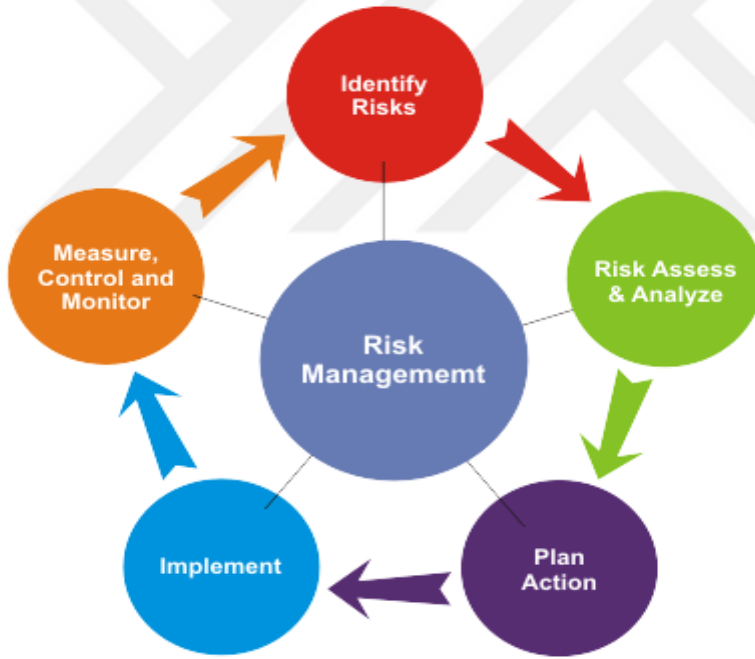 Identify
Risks
Risk Assess
& Analyze
Plan
Action
Implement
Measure,
Control and
Monitor
Risk
Managememt